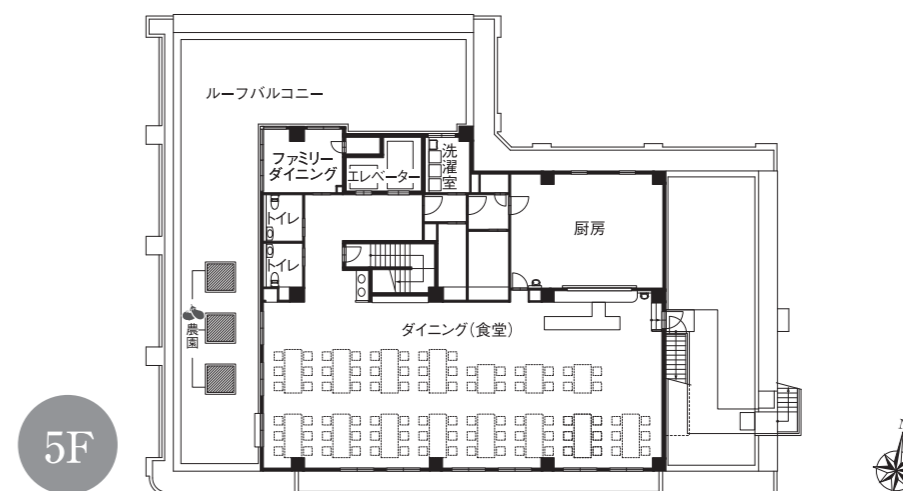 ルーフバルコニー
ファミリー
ダイニング
エレベーター
洗濯室
トイレ
厨房
トイレ
農園
ダイニング(食堂)
5F
N